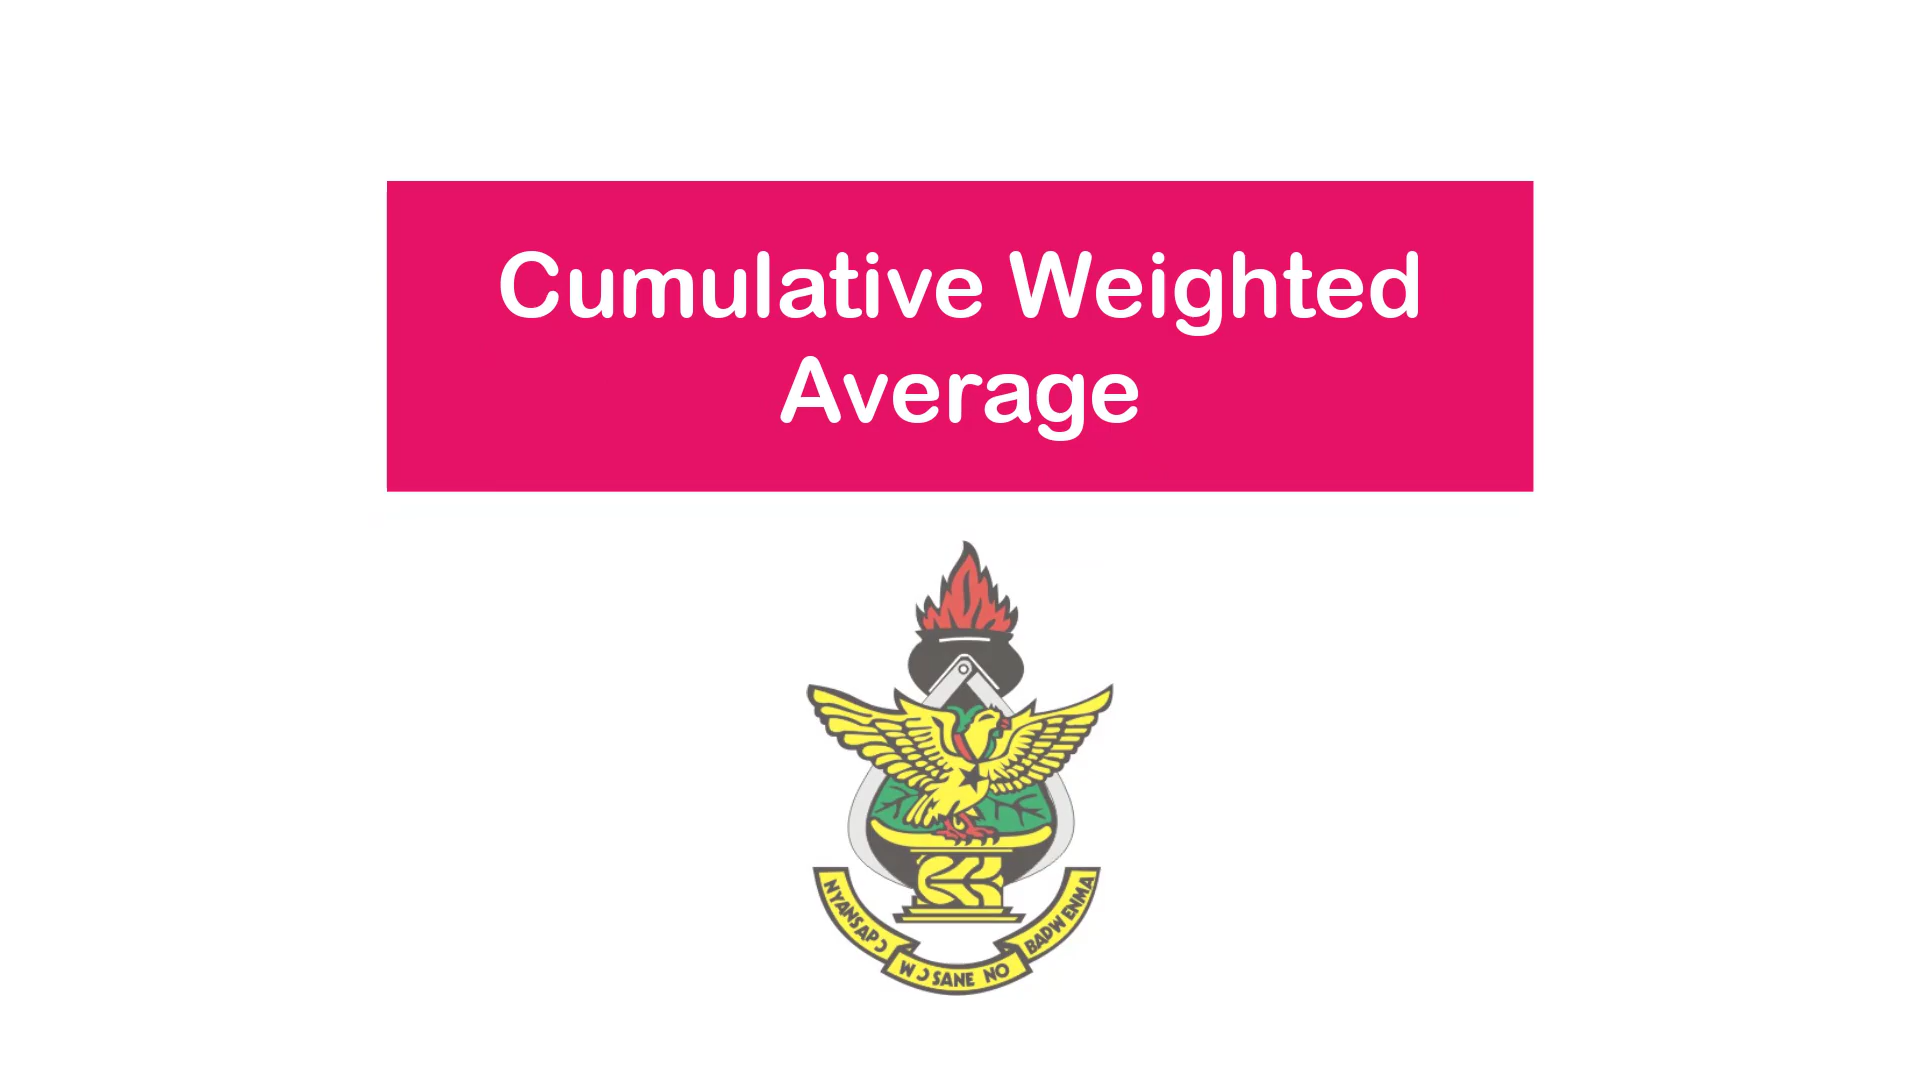 Cumulative Weighted
Average
NYANSAPƆ
WƆSANE NO
BADWENMA